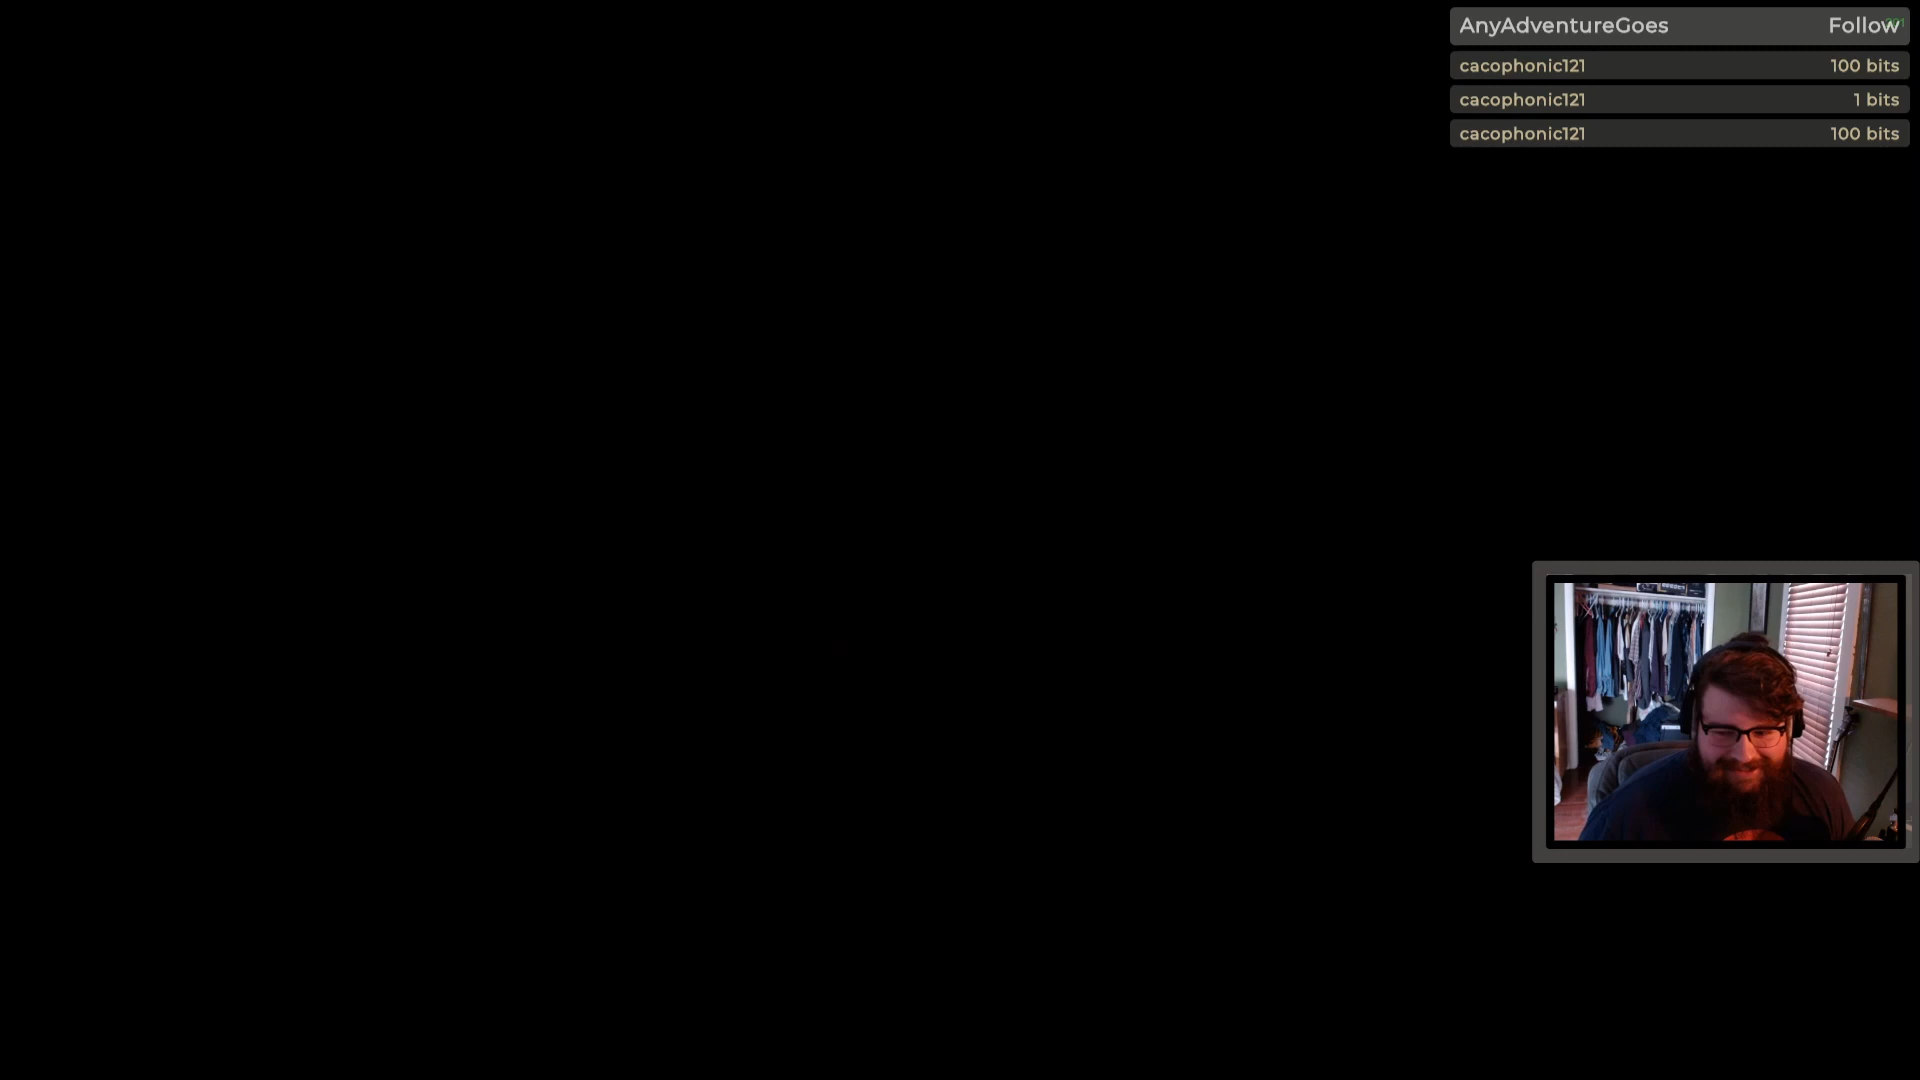 AnyAdventureGoes Follow
cacophonic121 100 bits
cacophonic121 1 bits
cacophonic121 100 bits